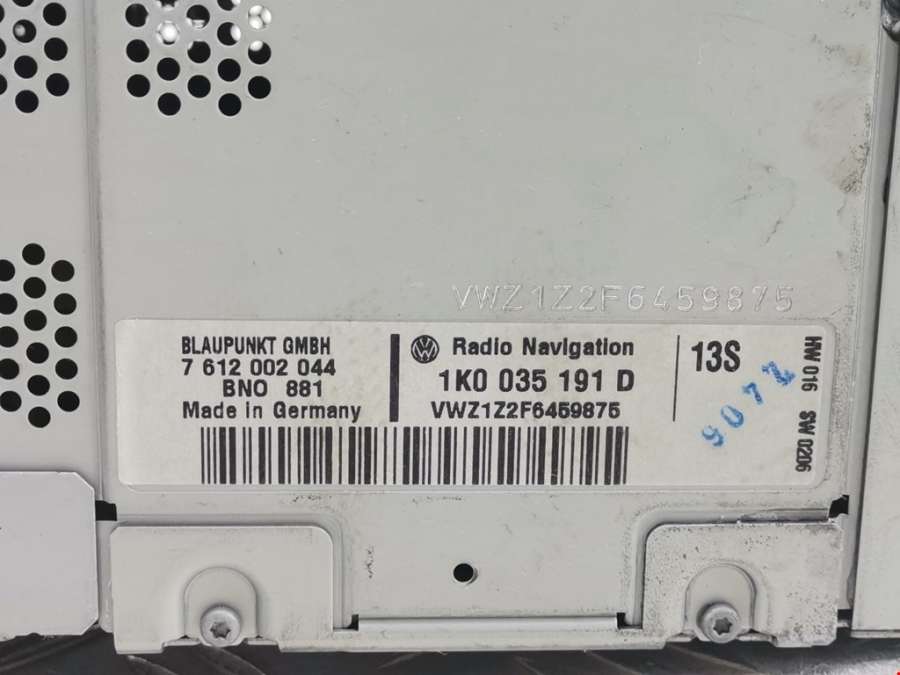 VWZ1Z2F6459875
BLAUPUNKT GMBH
7 612 002 044
BNO 881
Made in Germany
Radio Navigation
1K0 035 191 D
VWZ1Z2F6459875
13S
HW 016 SW 0206